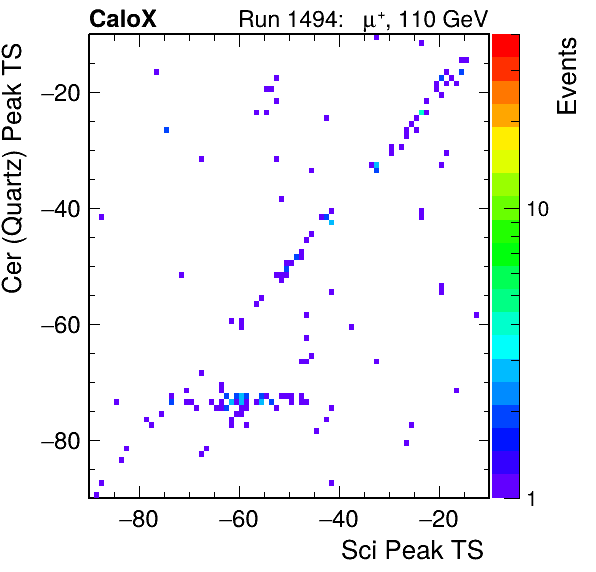 CaloX Run 1494: μ⁺, 110 GeV
Cer (Quartz) Peak TS
Events
−20
−40
−60
−80
10
1
−80 −60 −40 −20
Sci Peak TS